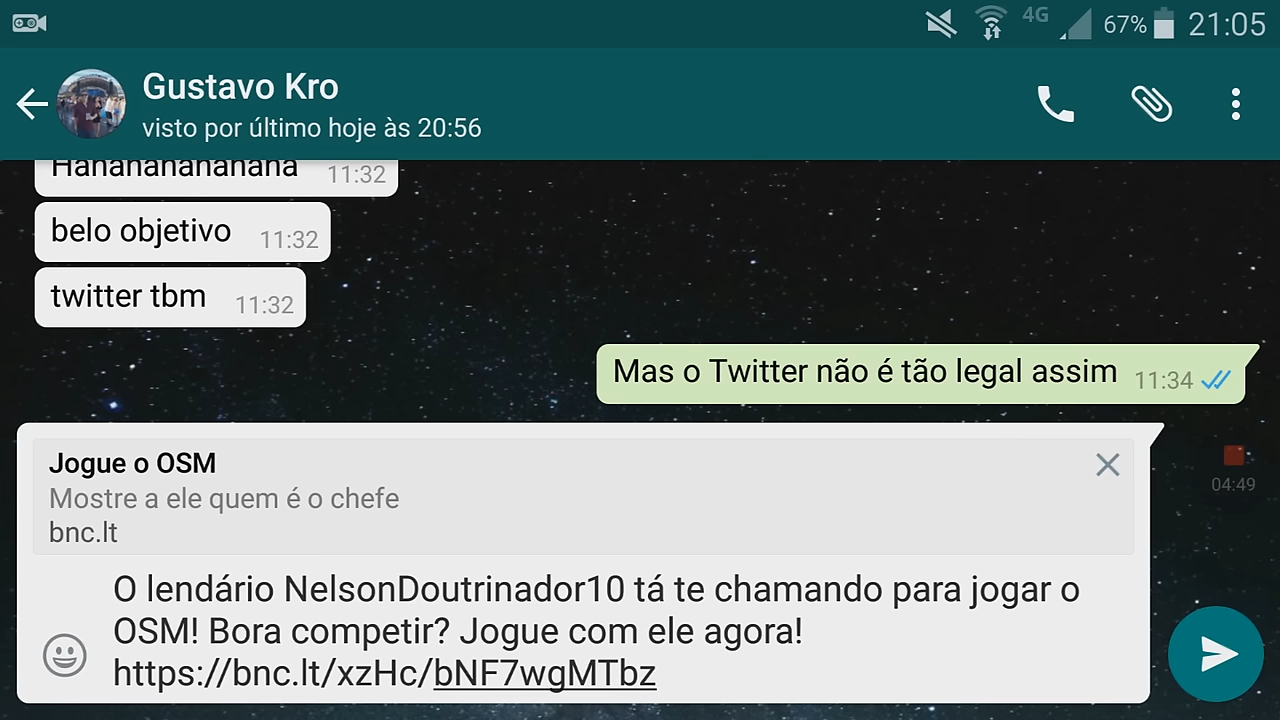 4G 67% 21:05
Gustavo Kro
visto por último hoje às 20:56
Hahahahahahaha 11:32
belo objetivo 11:32
twitter tbm 11:32
Mas o Twitter não é tão legal assim 11:34
Jogue o OSM
Mostre a ele quem é o chefe
bnc.lt
04:49
O lendário NelsonDoutrinador10 tá te chamando para jogar o
OSM! Bora competir? Jogue com ele agora!
https://bnc.lt/xzHc/bNF7wgMTbz